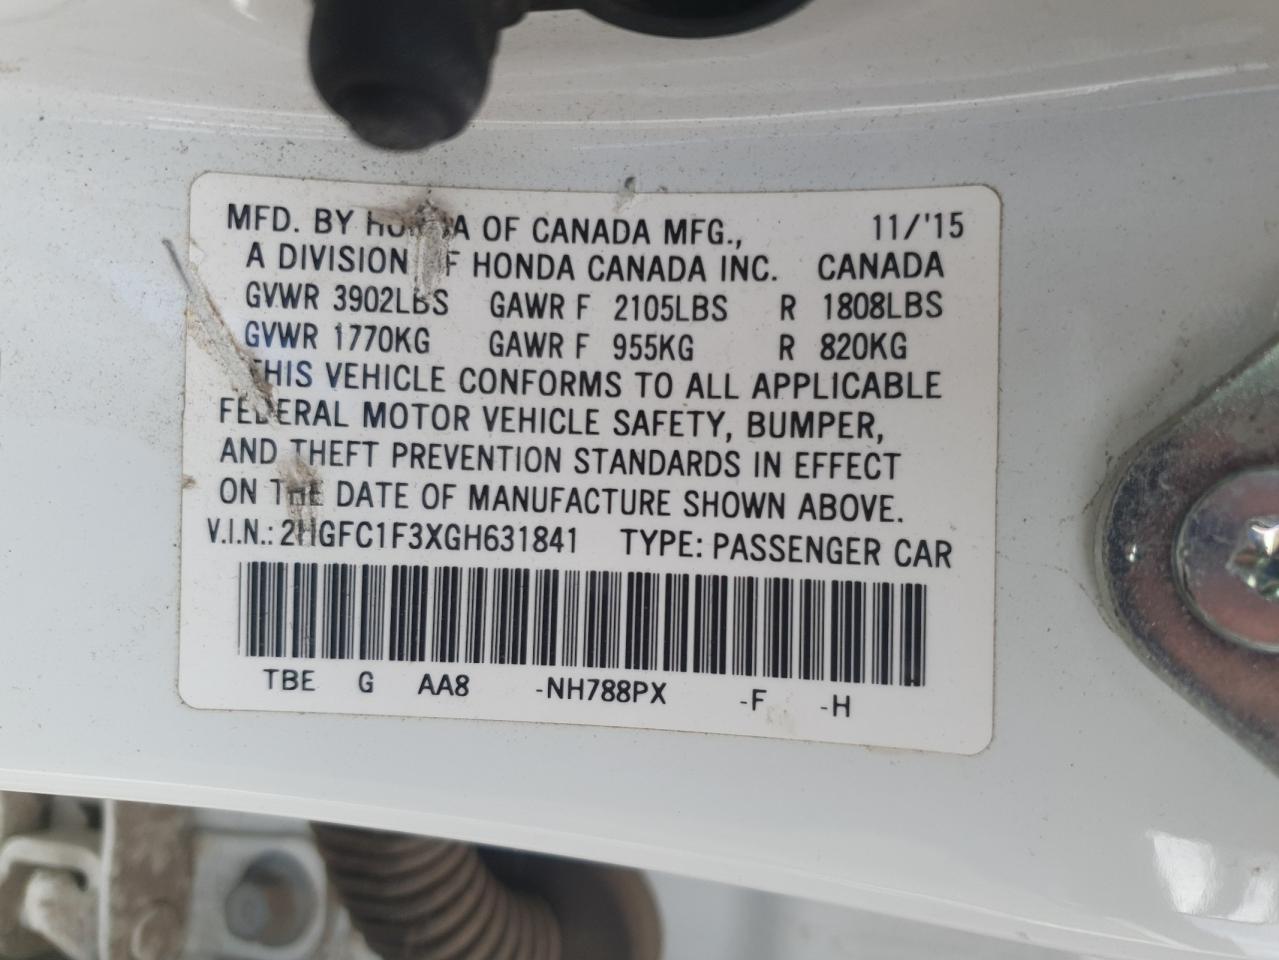 MFD. BY HONDA OF CANADA MFG., 11/'15
A DIVISION OF HONDA CANADA INC. CANADA
GVWR 3902LBS GAWR F 2105LBS R 1808LBS
GVWR 1770KG GAWR F 955KG R 820KG
THIS VEHICLE CONFORMS TO ALL APPLICABLE
FEDERAL MOTOR VEHICLE SAFETY, BUMPER,
AND THEFT PREVENTION STANDARDS IN EFFECT
ON THE DATE OF MANUFACTURE SHOWN ABOVE.
V.I.N.: 2HGFC1F3XGH631841 TYPE: PASSENGER CAR
TBE G AA8 -NH788PX -F -H